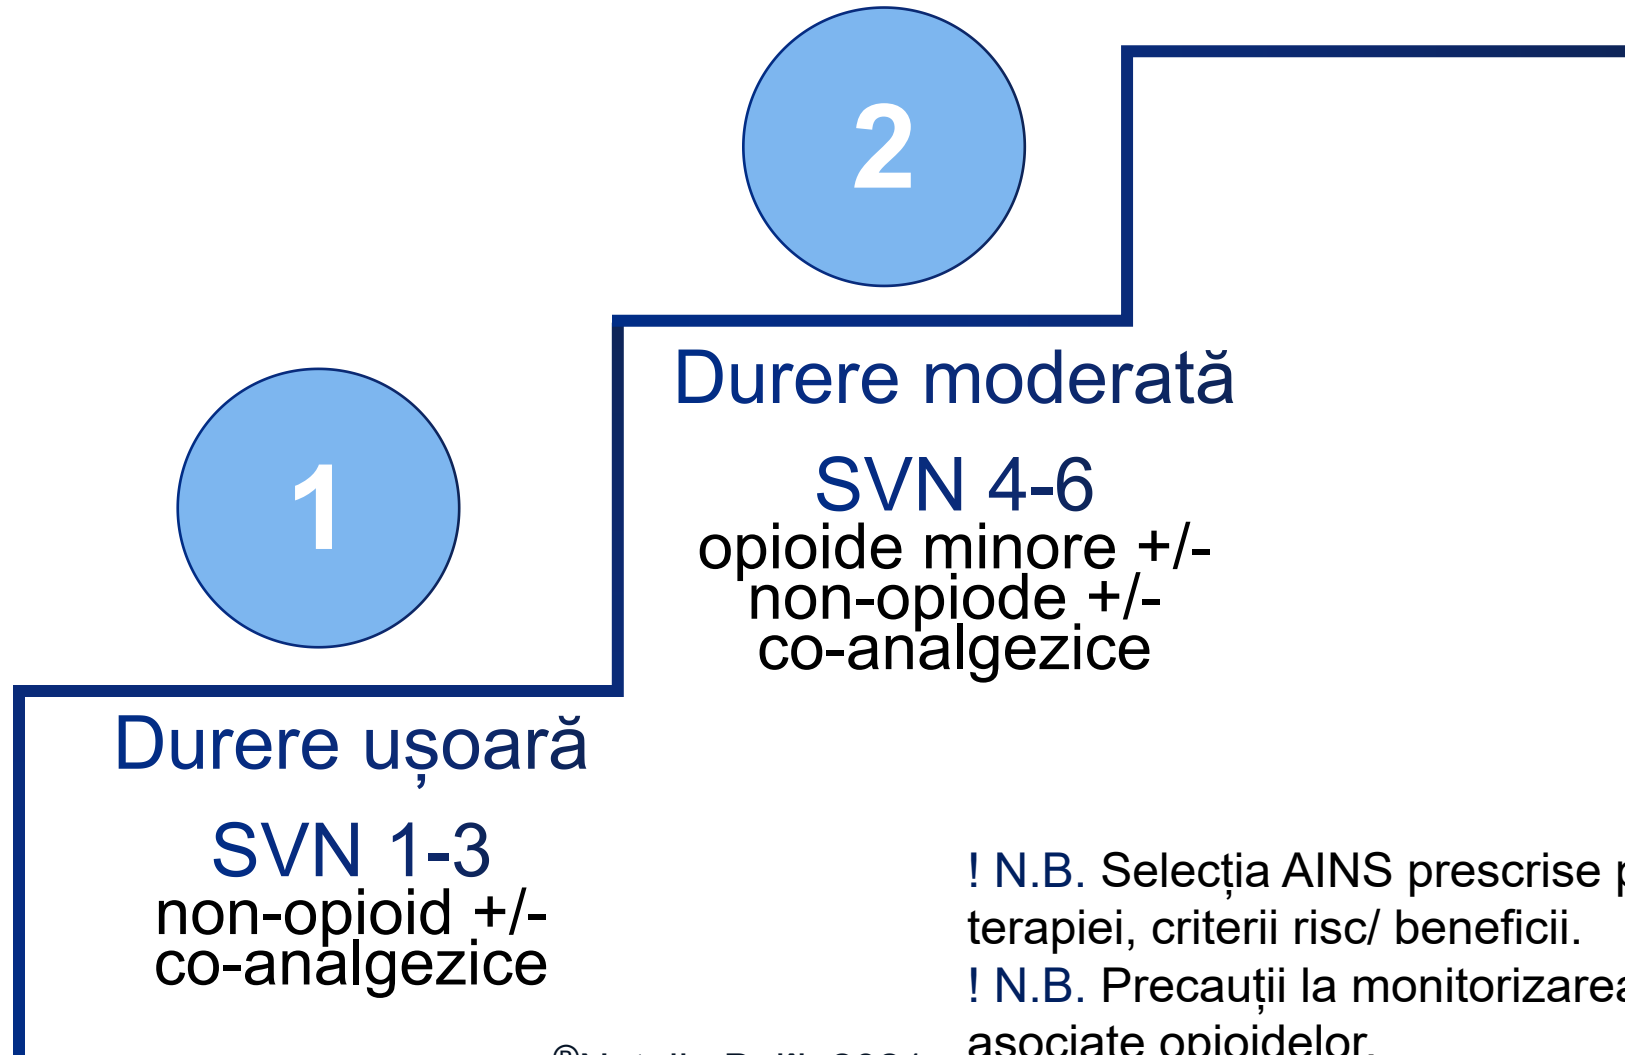 2
Durere moderată
SVN 4-6
opioide minore +/-
non-opiode +/-
co-analgezice
1
Durere ușoară
SVN 1-3
non-opioid +/-
co-analgezice
! N.B. Selecția AINS prescrise
terapiei, criterii risc/ beneficii.
! N.B. Precauții la monitorizarea
asociate opioidelor.